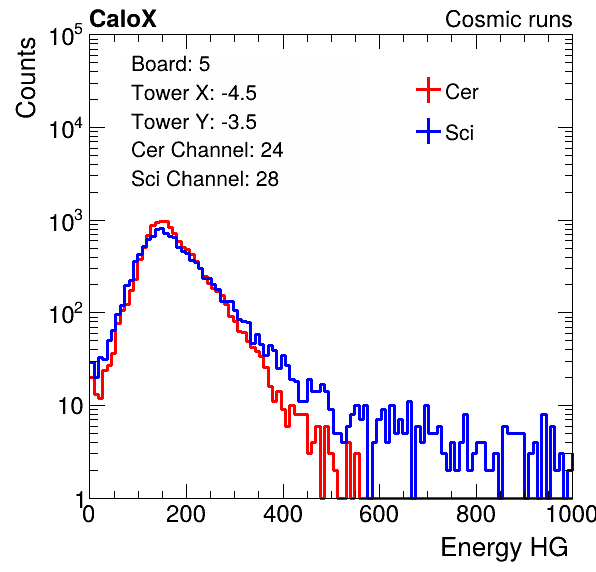 CaloX Cosmic runs
Counts
Board: 5
Tower X: -4.5
Tower Y: -3.5
Cer Channel: 24
Sci Channel: 28
Cer
Sci
10^5
10^4
10^3
10^2
10
1
0 200 400 600 800 1000
Energy HG